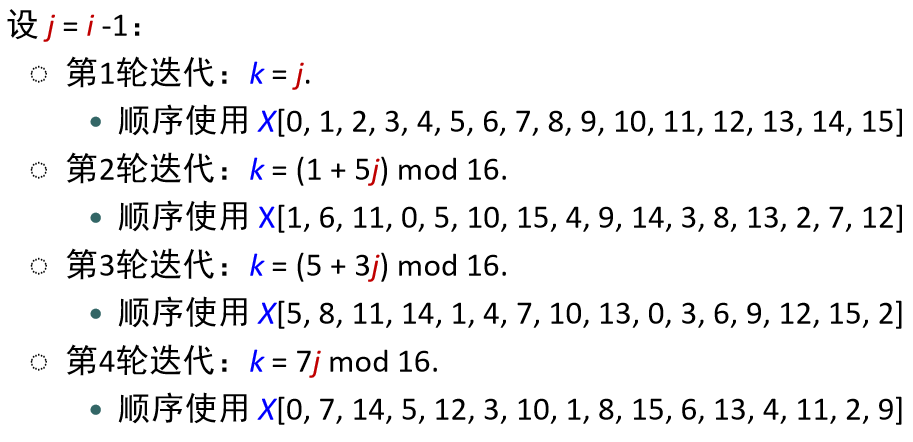 设 j = i -1：
第1轮迭代：k = j.
• 顺序使用 X[0, 1, 2, 3, 4, 5, 6, 7, 8, 9, 10, 11, 12, 13, 14, 15]
第2轮迭代：k = (1 + 5j) mod 16.
• 顺序使用 X[1, 6, 11, 0, 5, 10, 15, 4, 9, 14, 3, 8, 13, 2, 7, 12]
第3轮迭代：k = (5 + 3j) mod 16.
• 顺序使用 X[5, 8, 11, 14, 1, 4, 7, 10, 13, 0, 3, 6, 9, 12, 15, 2]
第4轮迭代：k = 7j mod 16.
• 顺序使用 X[0, 7, 14, 5, 12, 3, 10, 1, 8, 15, 6, 13, 4, 11, 2, 9]